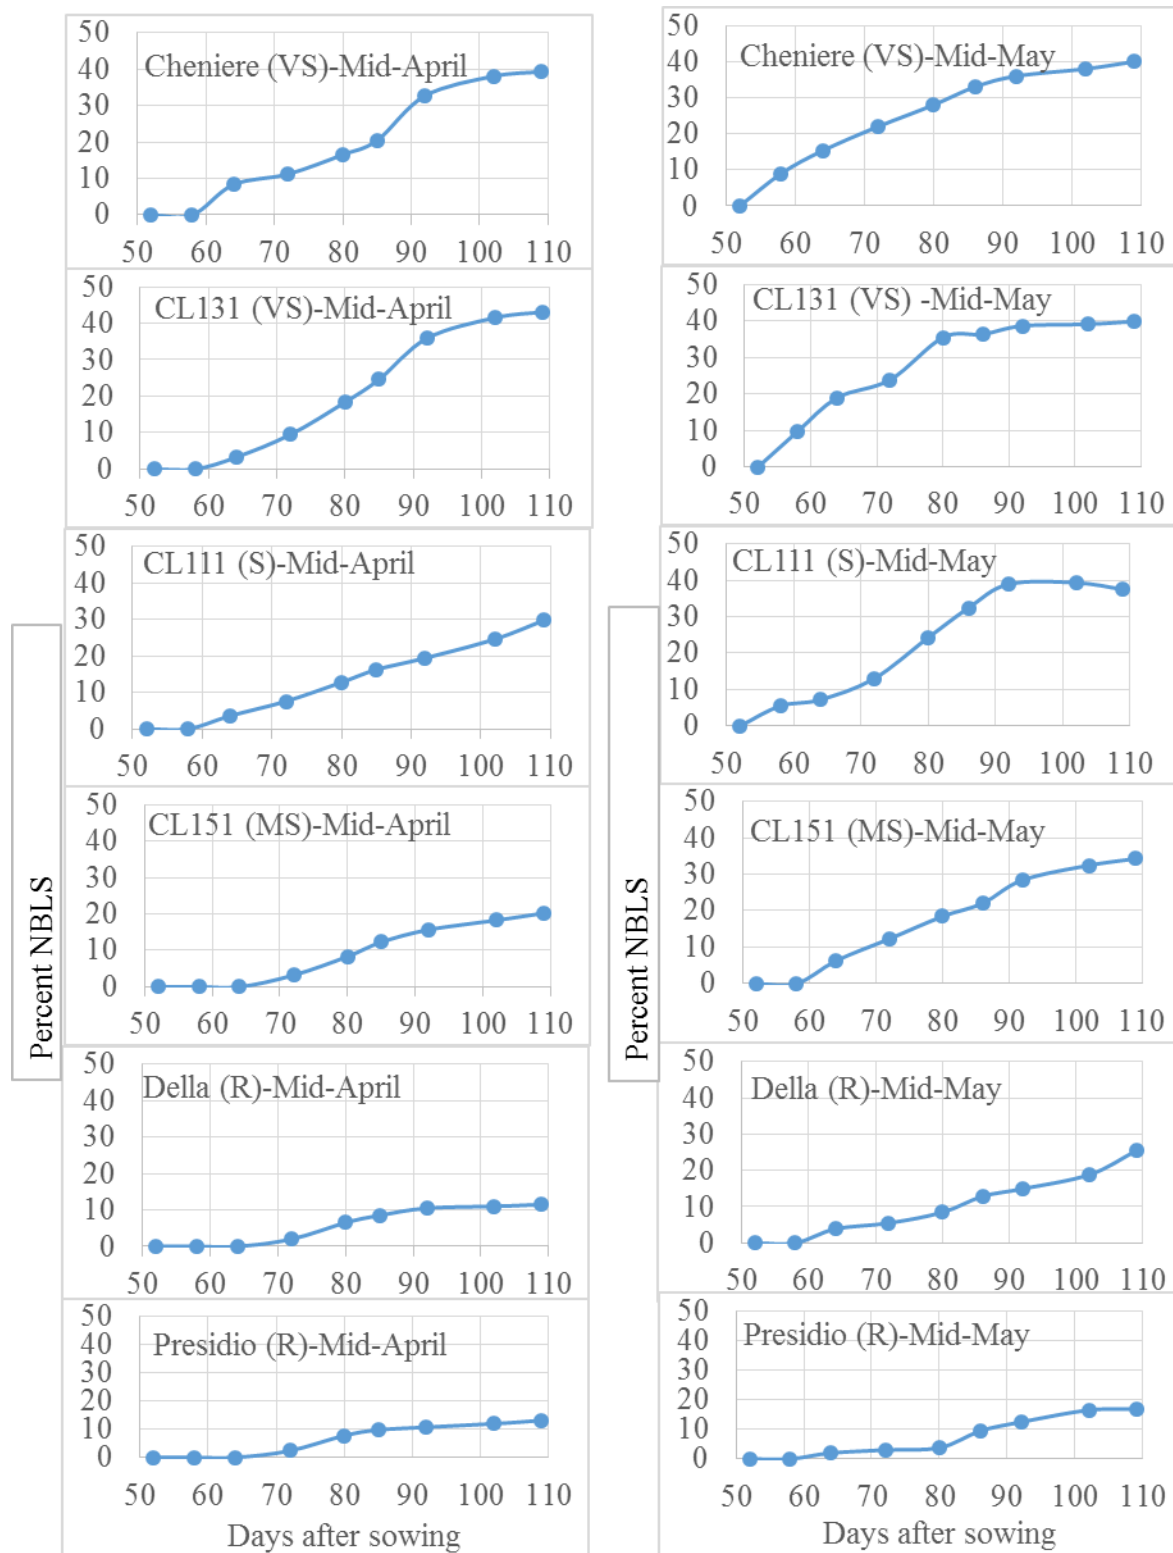 50
40
30
20
10
0
Cheniere (VS)-Mid-April
50 60 70 80 90 100 110
50
40
30
20
10
0
Cheniere (VS)-Mid-May
50 60 70 80 90 100 110
50
40
30
20
10
0
CL131 (VS)-Mid-April
50 60 70 80 90 100 110
50
40
30
20
10
0
CL131 (VS) -Mid-May
50 60 70 80 90 100 110
50
40
30
20
10
0
CL111 (S)-Mid-April
50 60 70 80 90 100 110
50
40
30
20
10
0
CL111 (S)-Mid-May
50 60 70 80 90 100 110
Percent NBLS
50
40
30
20
10
0
CL151 (MS)-Mid-April
50 60 70 80 90 100 110
Percent NBLS
50
40
30
20
10
0
CL151 (MS)-Mid-May
50 60 70 80 90 100 110
50
40
30
20
10
0
Della (R)-Mid-April
50 60 70 80 90 100 110
50
40
30
20
10
0
Della (R)-Mid-May
50 60 70 80 90 100 110
50
40
30
20
10
0
Presidio (R)-Mid-April
50 60 70 80 90 100 110
Days after sowing
50
40
30
20
10
0
Presidio (R)-Mid-May
50 60 70 80 90 100 110
Days after sowing